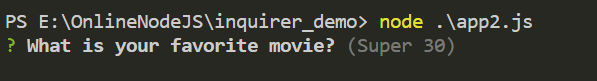 PS E:\OnlineNodeJS\inquirer_demo> node .\app2.js
? What is your favorite movie? (Super 30)